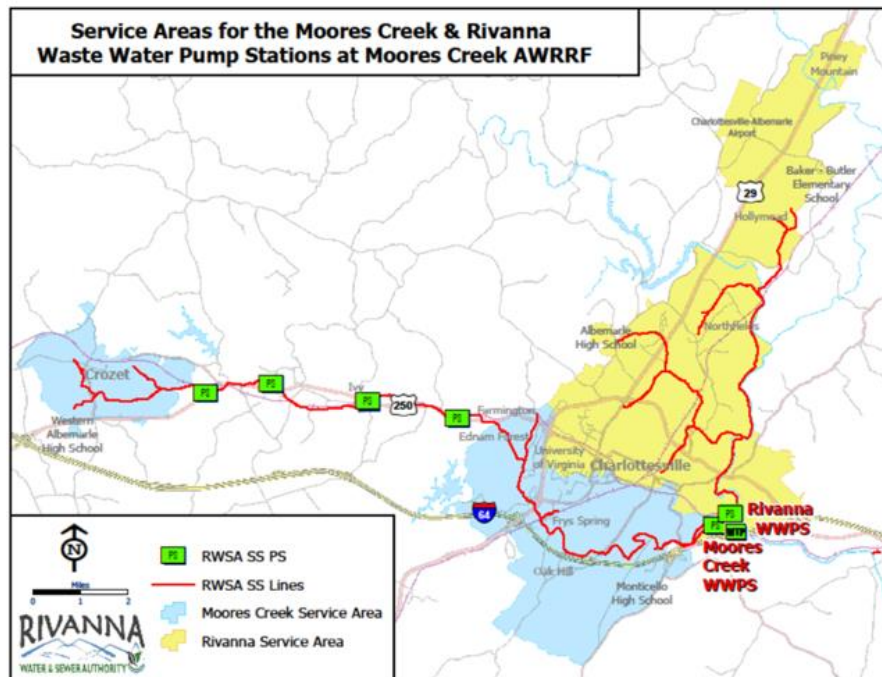 Service Areas for the Moores Creek & Rivanna
Waste Water Pump Stations at Moores Creek AWRRF
Piney
Mountain
Charlottesville-Albemarle
Airport
Baker - Butler
Elementary
School
29
Hollymead
Albemarle
High School
Northfields
Crozet
PS
PS
Ivy
PS
250
PS
Farmington
Western
Albemarle
High School
Ednam Forest
University
of Virginia
Charlottesville
64
Frys Spring
PS
Rivanna
WWPS
PS
WTP
Moores
Creek
WWPS
Oak Hill
Monticello
High School
N
Miles
0 1 2
PS RWSA SS PS
RWSA SS Lines
Moores Creek Service Area
Rivanna Service Area
RIVANNA
WATER & SEWER AUTHORITY